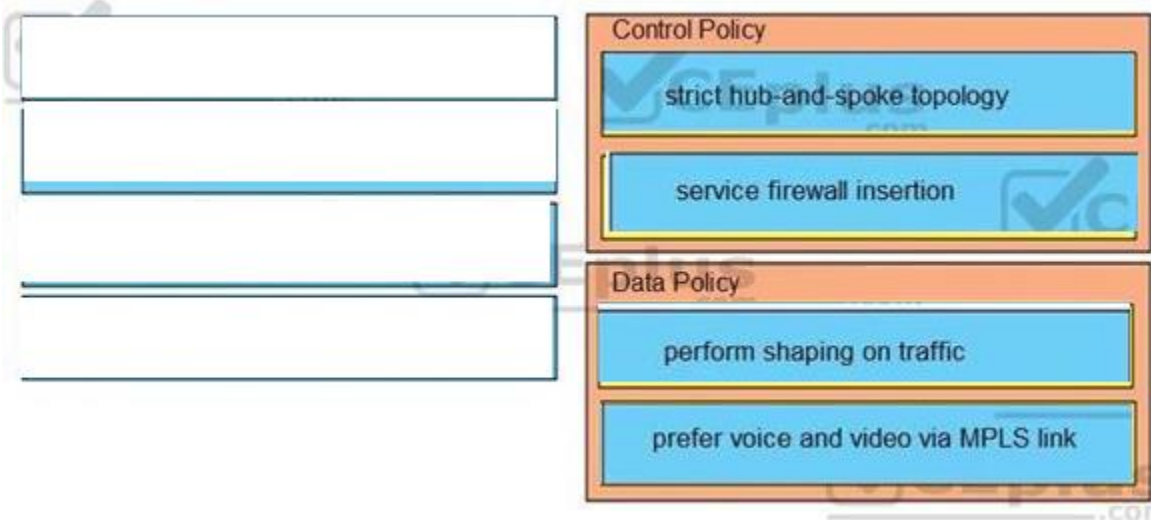 Control Policy
strict hub-and-spoke topology
service firewall insertion
Data Policy
perform shaping on traffic
prefer voice and video via MPLS link